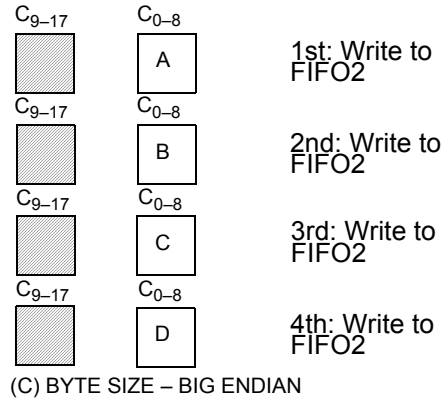 C9–17 C0–8
A 1st: Write to
FIFO2
C9–17 C0–8
B 2nd: Write to
FIFO2
C9–17 C0–8
C 3rd: Write to
FIFO2
C9–17 C0–8
D 4th: Write to
FIFO2
(C) BYTE SIZE – BIG ENDIAN